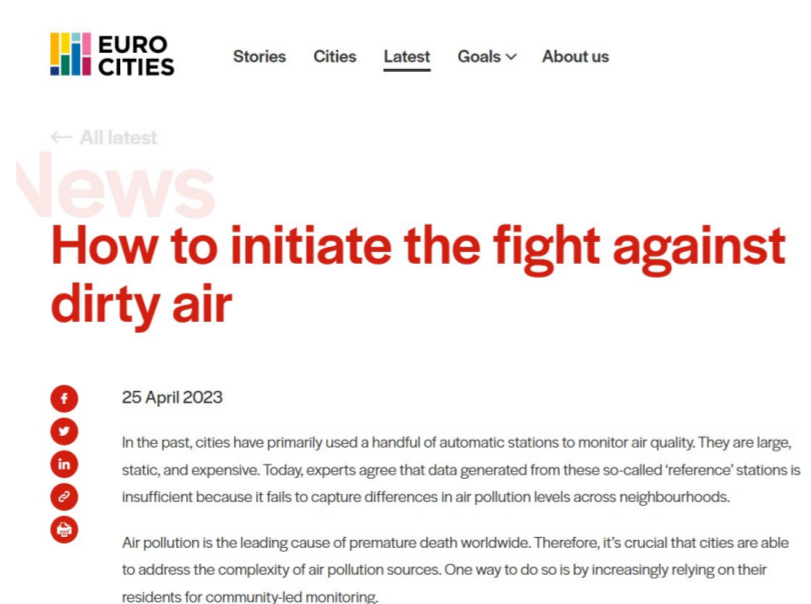 EURO
CITIES
Stories Cities Latest Goals About us
← All latest
News
How to initiate the fight against
dirty air
25 April 2023
In the past, cities have primarily used a handful of automatic stations to monitor air quality. They are large,
static, and expensive. Today, experts agree that data generated from these so-called ‘reference’ stations is
insufficient because it fails to capture differences in air pollution levels across neighbourhoods.
Air pollution is the leading cause of premature death worldwide. Therefore, it’s crucial that cities are able
to address the complexity of air pollution sources. One way to do so is by increasingly relying on their
residents for community-led monitoring.